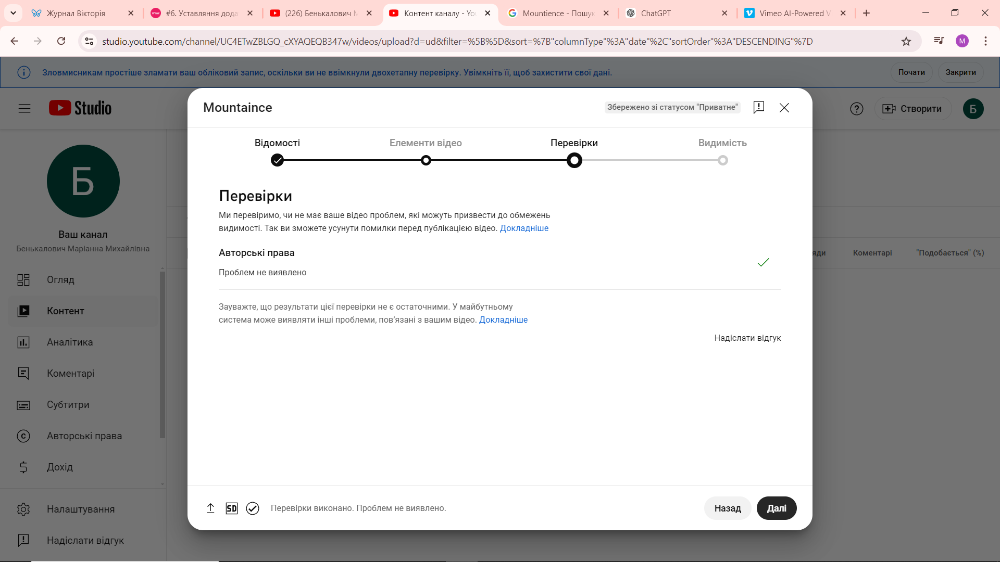 Журнал Вікторія
#6. Уставляння дода
(226) Бенькалович М
Контент каналу - You
Mountience - Пошук
ChatGPT
Vimeo AI-Powered Vi
studio.youtube.com/channel/UC4ETwZBLGQ_cXYAQEQB347w/videos/upload?d=ud&filter=%5B%5D&sort=%7B"columnType"%3A"date"%2C"sortOrder"%3A"DESCENDING"%7D
M
Зловмисникам простіше зламати ваш обліковий запис, оскільки ви не ввімкнули двохетапну перевірку. Увімкніть її, щоб захистити свої дані.
Почати
Закрити
Studio
Створити
Б
Mountaince
Збережено зі статусом "Приватне"
Відомості
Елементи відео
Перевірки
Видимість
Б
Ваш канал
Бенькалович Маріанна Михайлівна
Огляд
Контент
Аналітика
Коментарі
Субтитри
Авторські права
Дохід
Налаштування
Надіслати відгук
Перевірки
Ми перевіримо, чи не має ваше відео проблем, які можуть призвести до обмежень
видимості. Так ви зможете усунути помилки перед публікацією відео. Докладніше
Авторські права
Проблем не виявлено
Зауважте, що результати цієї перевірки не є остаточними. У майбутньому
система може виявляти інші проблеми, пов’язані з вашим відео. Докладніше
Надіслати відгук
яди
Коментарі
"Подобається" (%)
SD
Перевірки виконано. Проблем не виявлено.
Назад
Далі